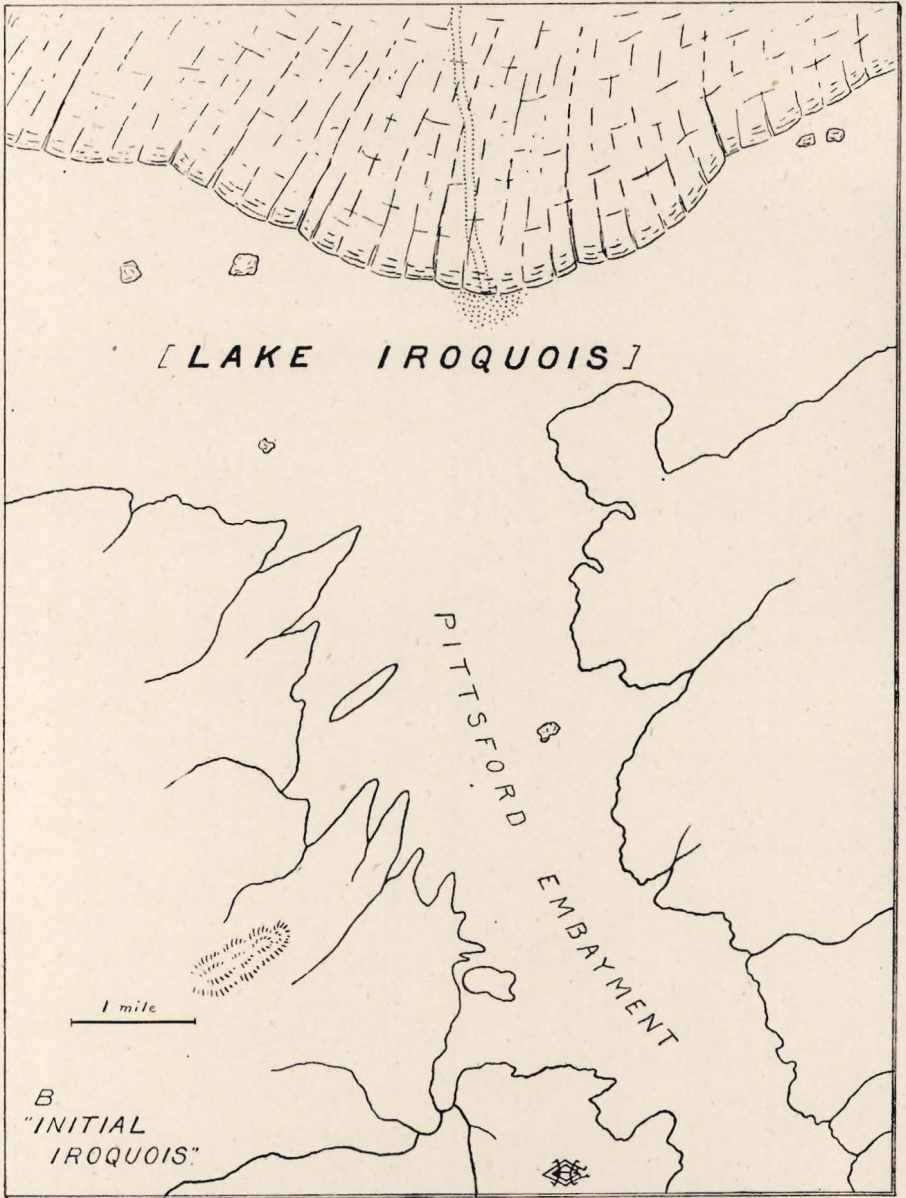 [LAKE IROQUOIS]
PITTSFORD
EMBAYMENT
1 mile
B
"INITIAL
IROQUOIS".